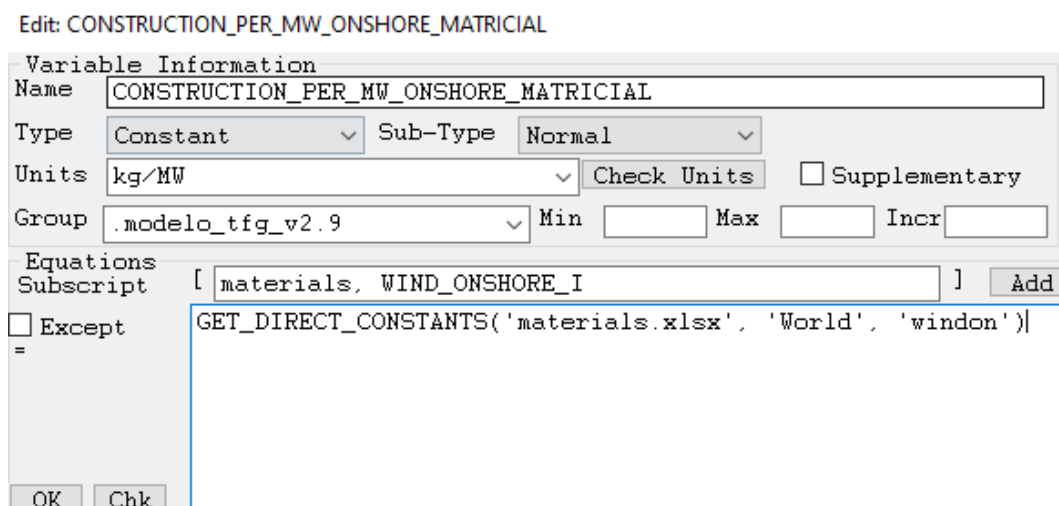 Edit: CONSTRUCTION_PER_MW_ONSHORE_MATRICIAL
Variable Information
Name CONSTRUCTION_PER_MW_ONSHORE_MATRICIAL
Type Constant Sub-Type Normal
Units kg/MW Check Units Supplementary
Group .modelo_tfg_v2.9 Min Max Incr
Equations
Subscript [ materials, WIND_ONSHORE_I ] Add
Except GET_DIRECT_CONSTANTS('materials.xlsx', 'World', 'windon')
=
OK Chk